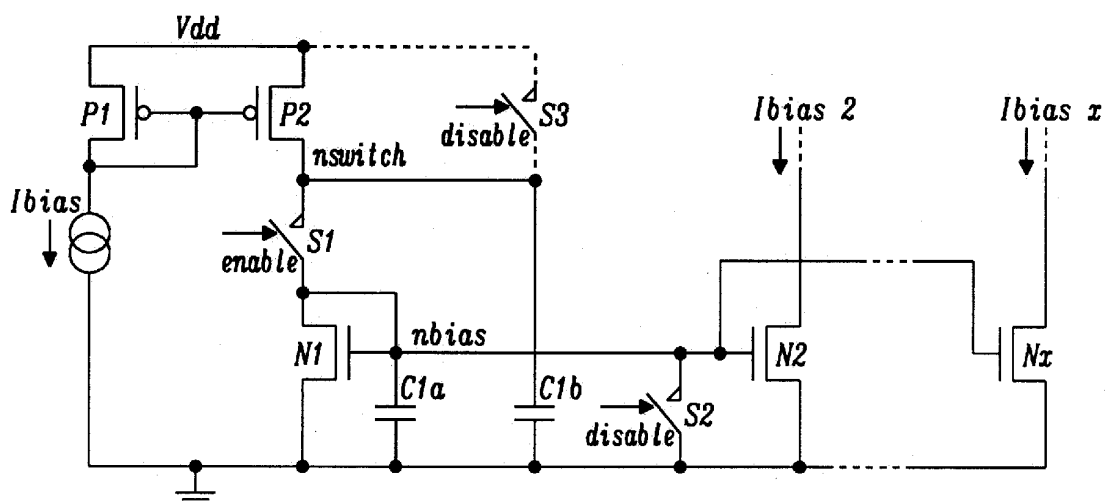 Vdd
P1
P2
S3
disable
Ibias 2
Ibias x
nswitch
Ibias
S1
enable
N1
nbias
N2
Nx
C1a
C1b
S2
disable